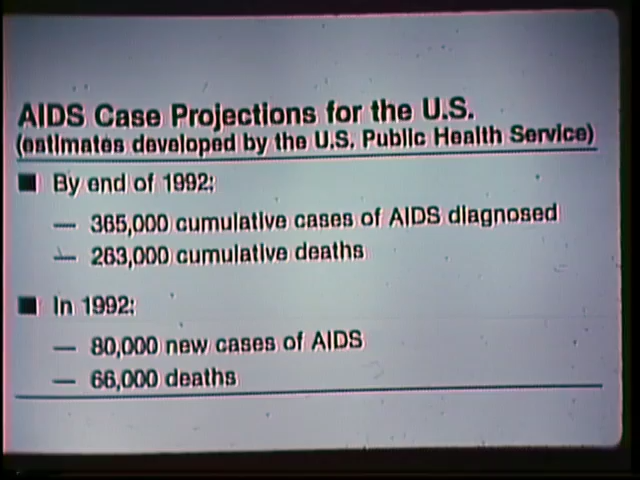 AIDS Case Projections for the U.S.
(estimates developed by the U.S. Public Health Service)
■ By end of 1992:
— 365,000 cumulative cases of AIDS diagnosed
— 263,000 cumulative deaths
■ In 1992:
— 80,000 new cases of AIDS
— 66,000 deaths